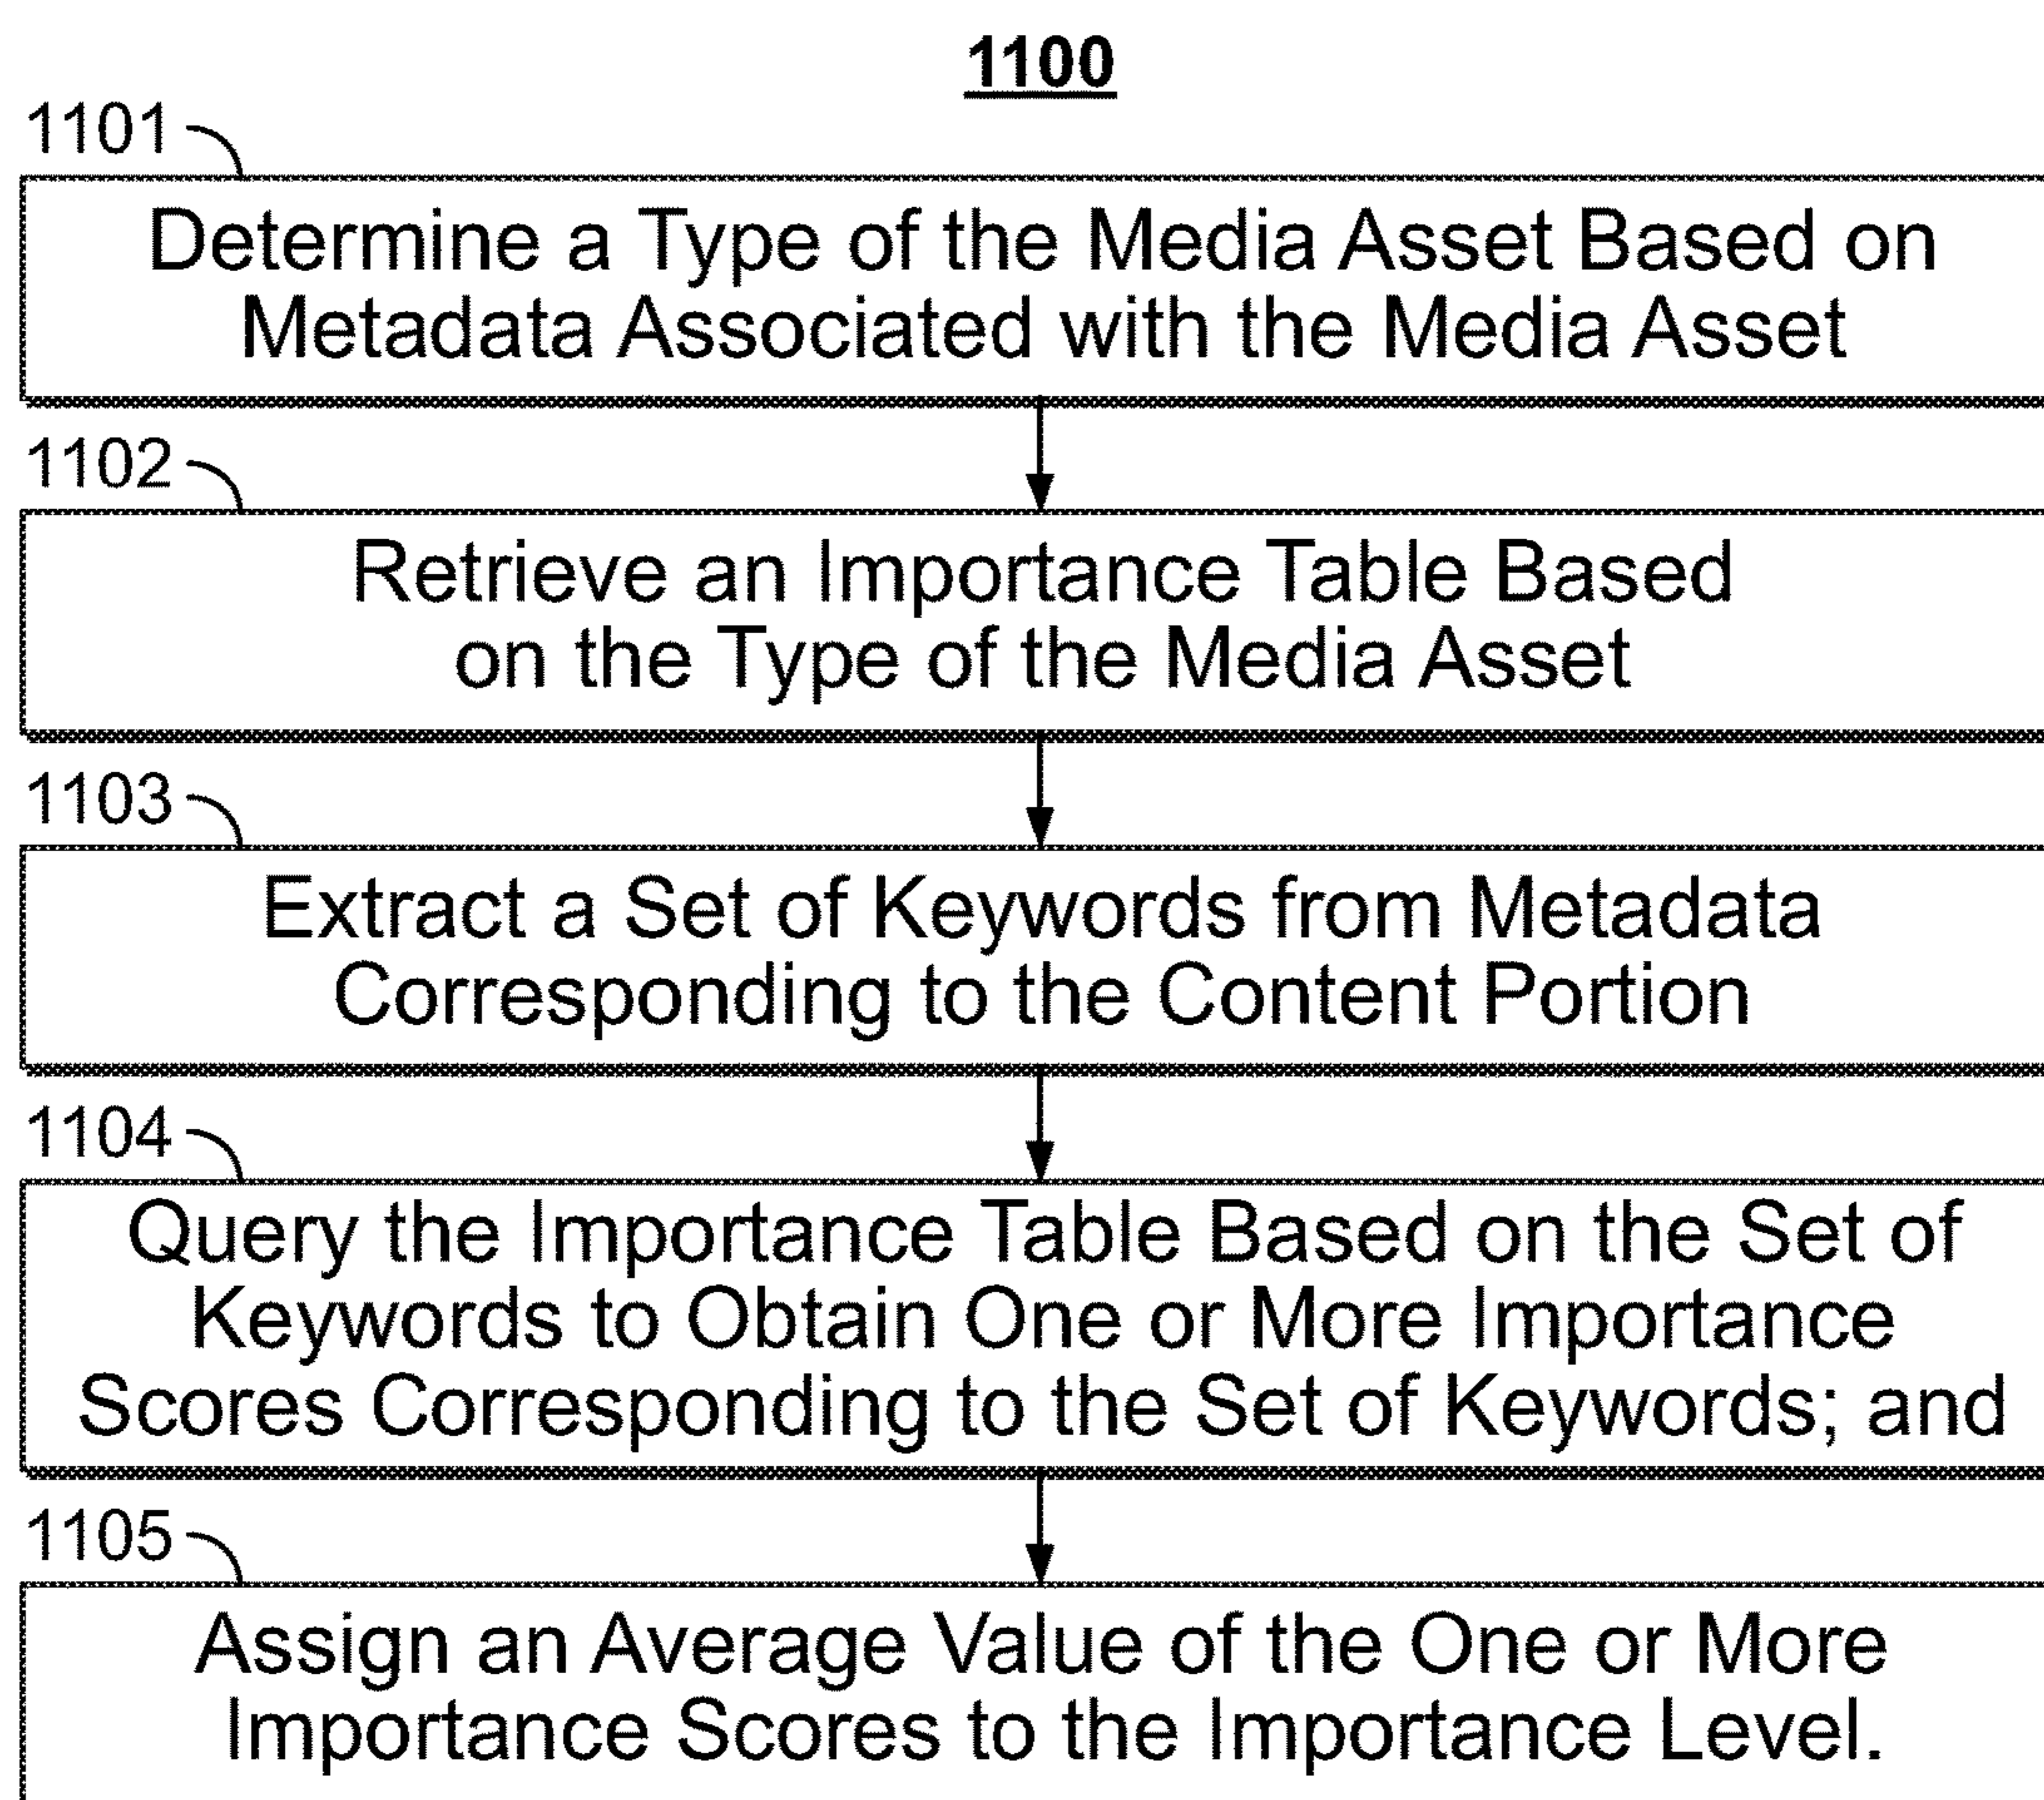 1100
1101
Determine a Type of the Media Asset Based on
Metadata Associated with the Media Asset
1102
Retrieve an Importance Table Based
on the Type of the Media Asset
1103
Extract a Set of Keywords from Metadata
Corresponding to the Content Portion
1104
Query the Importance Table Based on the Set of
Keywords to Obtain One or More Importance
Scores Corresponding to the Set of Keywords; and
1105
Assign an Average Value of the One or More
Importance Scores to the Importance Level.